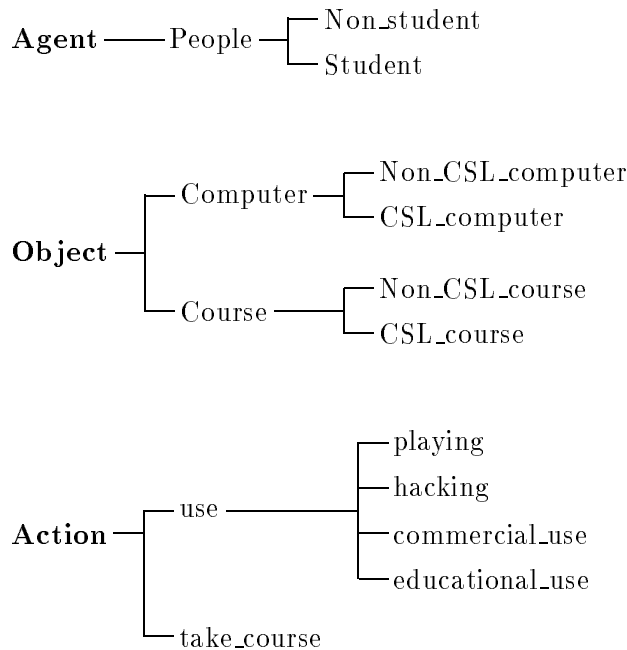 Non_student
Agent People
Student
Non_CSL_computer
Computer
CSL_computer
Object
Non_CSL_course
Course
CSL_course
playing
hacking
use
Action
commercial_use
educational_use
take_course